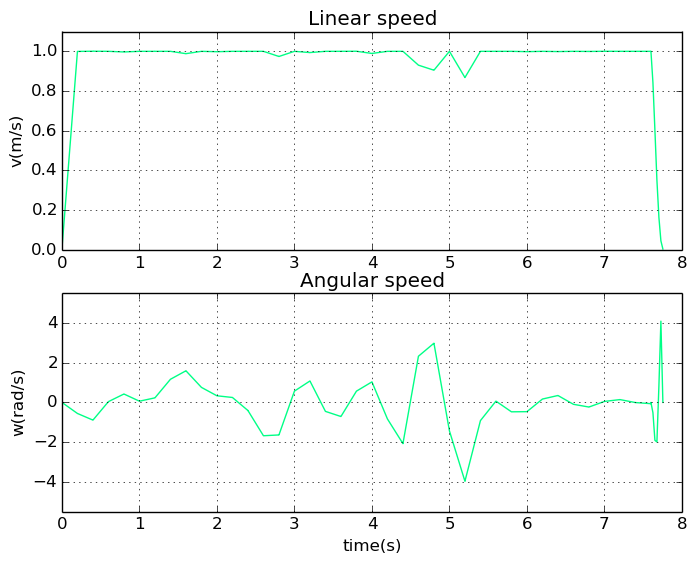 Linear speed
1.0
0.8
0.6
0.4
0.2
0.0
v(m/s)
0 1 2 3 4 5 6 7 8
Angular speed
4
2
0
−2
−4
w(rad/s)
0 1 2 3 4 5 6 7 8
time(s)